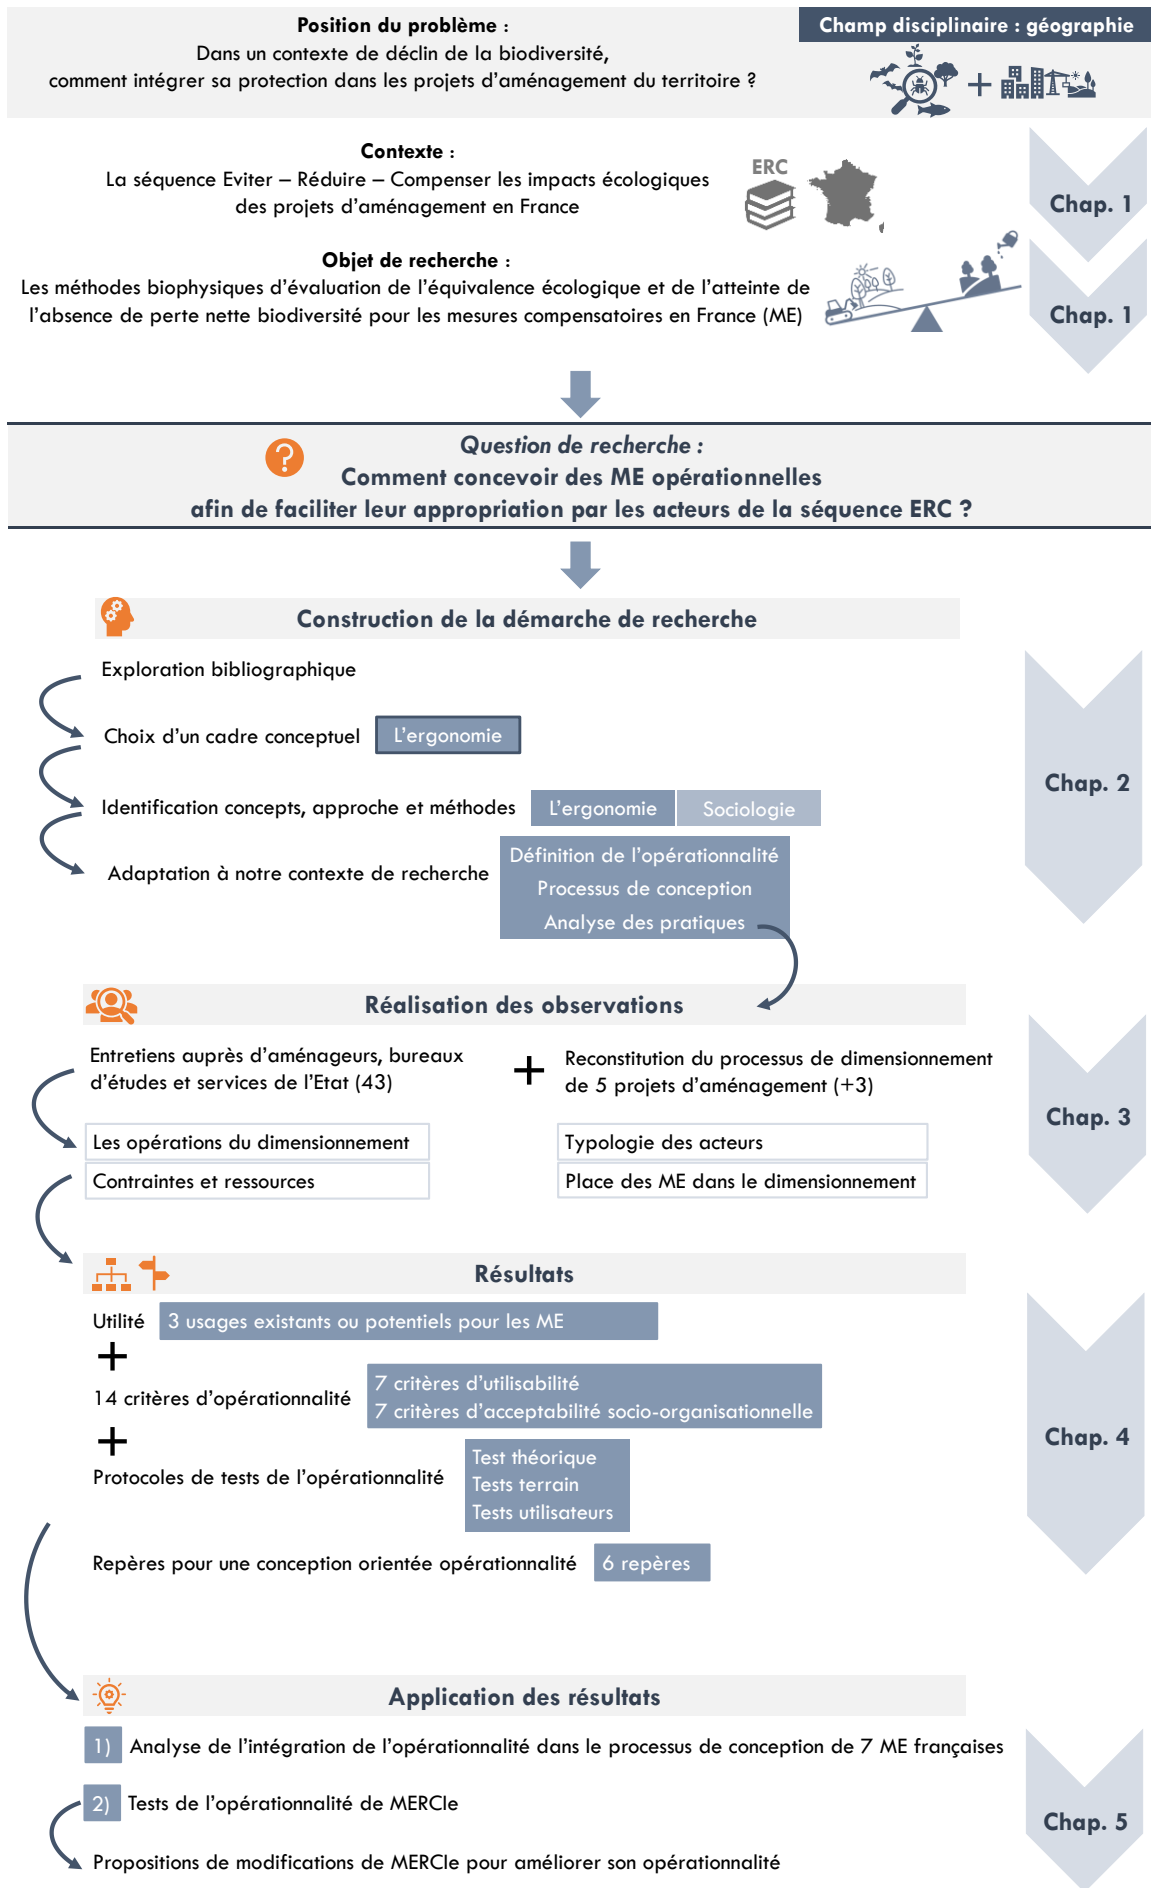 Position du problème :
Dans un contexte de déclin de la biodiversité,
comment intégrer sa protection dans les projets d'aménagement du territoire ?
Champ disciplinaire : géographie
Contexte :
La séquence Eviter – Réduire – Compenser les impacts écologiques
des projets d'aménagement en France
ERC
Chap. 1
Objet de recherche :
Les méthodes biophysiques d'évaluation de l'équivalence écologique et de l'atteinte de
l'absence de perte nette biodiversité pour les mesures compensatoires en France (ME)
Chap. 1
?
Question de recherche :
Comment concevoir des ME opérationnelles
afin de faciliter leur appropriation par les acteurs de la séquence ERC ?
Construction de la démarche de recherche
Exploration bibliographique
Choix d'un cadre conceptuel
L'ergonomie
Identification concepts, approche et méthodes
L'ergonomie
Sociologie
Adaptation à notre contexte de recherche
Définition de l'opérationnalité
Processus de conception
Analyse des pratiques
Chap. 2
Réalisation des observations
Entretiens auprès d'aménageurs, bureaux
d'études et services de l'Etat (43)
+
Reconstitution du processus de dimensionnement
de 5 projets d'aménagement (+3)
Les opérations du dimensionnement
Typologie des acteurs
Contraintes et ressources
Place des ME dans le dimensionnement
Chap. 3
Résultats
Utilité
3 usages existants ou potentiels pour les ME
+
14 critères d'opérationnalité
7 critères d'utilisabilité
7 critères d'acceptabilité socio-organisationnelle
+
Protocoles de tests de l'opérationnalité
Test théorique
Tests terrain
Tests utilisateurs
Repères pour une conception orientée opérationnalité
6 repères
Chap. 4
Application des résultats
1) Analyse de l'intégration de l'opérationnalité dans le processus de conception de 7 ME françaises
2) Tests de l'opérationnalité de MERCIe
Propositions de modifications de MERCIe pour améliorer son opérationnalité
Chap. 5